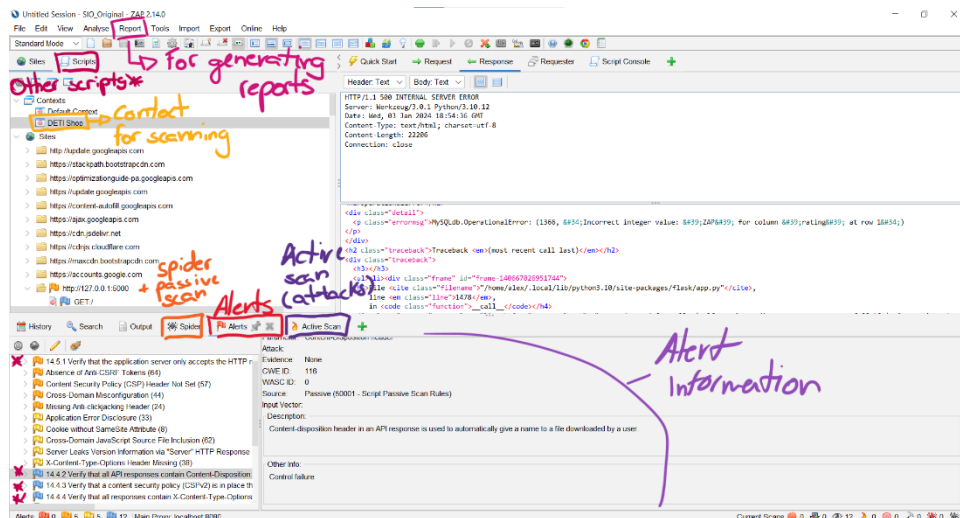 Untitled Session - SIO_Original - ZAP 2.14.0
File Edit View Analyse Report Tools Import Export Online Help
Standard Mode
Sites Scripts
For generating reports
Other scripts*
Quick Start Request Response Requester Script Console
Header: Text Body: Text
Contexts
Default Context
DETI Shop
Context for scanning
Sites
http://update.googleapis.com
https://stackpath.bootstrapcdn.com
https://optimizationguide-pa.googleapis.com
https://update.googleapis.com
https://content-autofill.googleapis.com
https://ajax.googleapis.com
https://cdn.jsdelivr.net
https://cdnjs.cloudflare.com
https://maxcdn.bootstrapcdn.com
https://accounts.google.com
http://127.0.0.1:6000
GET /
HTTP/1.1 500 INTERNAL SERVER ERROR
Server: Werkzeug/3.0.1 Python/3.10.12
Date: Wed, 03 Jan 2024 18:54:36 GMT
Content-Type: text/html; charset=utf-8
Content-Length: 22206
Connection: close
<div class="detail">
<p class="errormsg">MySQLdb.OperationalError: (1366, &#34;Incorrect integer value: &#39;ZAP&#39; for column &#39;rating&#39; at row 1&#34;)
</p>
</div>
<h2 class="traceback">Traceback <em>(most recent call last)</em></h2>
<div class="traceback">
<h3></h3>
<ul><li><div class="frame" id="frame-140667026951744">
<cite class="filename">"/home/alex/.local/lib/python3.10/site-packages/flask/app.py"</cite>,
line <em class="line">1478</em>,
in <code class="function">__call__</code></h4>
spider + passive scan
Alerts
Active scan (attacks)
History Search Output Spider Alerts Active Scan
14.5.1 Verify that the application server only accepts the HTTP
Absence of Anti-CSRF Tokens (64)
Content Security Policy (CSP) Header Not Set (57)
Cross-Domain Misconfiguration (44)
Missing Anti-clickjacking Header (24)
Application Error Disclosure (33)
Cookie without SameSite Attribute (8)
Cross-Domain JavaScript Source File Inclusion (62)
Server Leaks Version Information via "Server" HTTP Response
X-Content-Type-Options Header Missing (38)
14.4.2 Verify that all API responses contain Content-Disposition
14.4.3 Verify that a content security policy (CSPv2) is in place th
14.4.4 Verify that all responses contain X-Content-Type-Options
Attack:
Evidence: None
CWE ID: 116
WASC ID: 0
Source: Passive (50001 - Script Passive Scan Rules)
Input Vector:
Description:
Content-disposition header in an API response is used to automatically give a name to a file downloaded by a user.
Other Info:
Control failure
Alert Information
Alerts 0 5 5 12 Main Proxy: localhost:8080
Current Scans 0 0 12 0 0 0 0